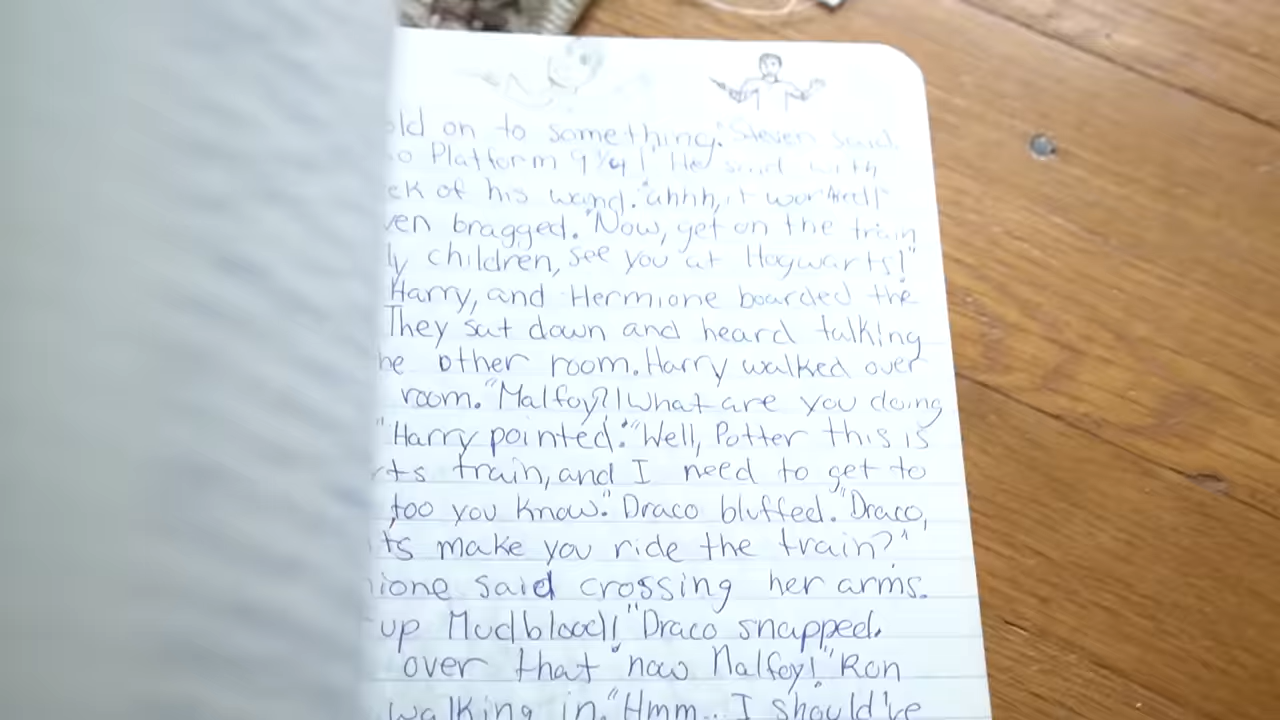 old on to something." Steven said.
o Platform 9 3/4! He said with
ek of his wand. "ahhh, it worked!"
ven bragged. "Now, get on the train
ly children, see you at Hogwarts!"
Harry, and Hermione boarded the
They sat down and heard talking
he other room. Harry walked over
room. "Malfoy?! What are you doing
" Harry pointed. "Well, Potter this is
rts train, and I need to get to
too you know." Draco bluffed. "Draco,
ts make you ride the train?"
ione said crossing her arms.
up Mudblood!" Draco snapped.
over that now Malfoy!" Ron
walking in. "Hmm.. I should've